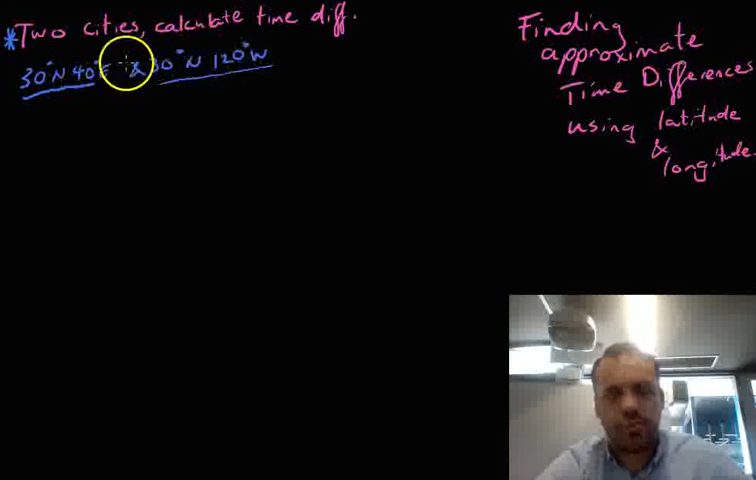 *Two cities, calculate time diff.
30°N 40°E & 30°N 120°W
Finding
approximate
Time Differences
using latitude
&
longitude.